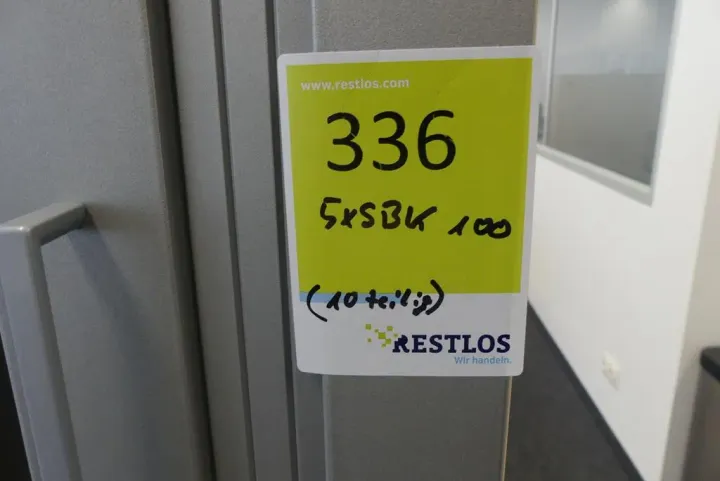 www.restlos.com
336
5xSBK 100
(10 teilig)
RESTLOS
Wir handeln.